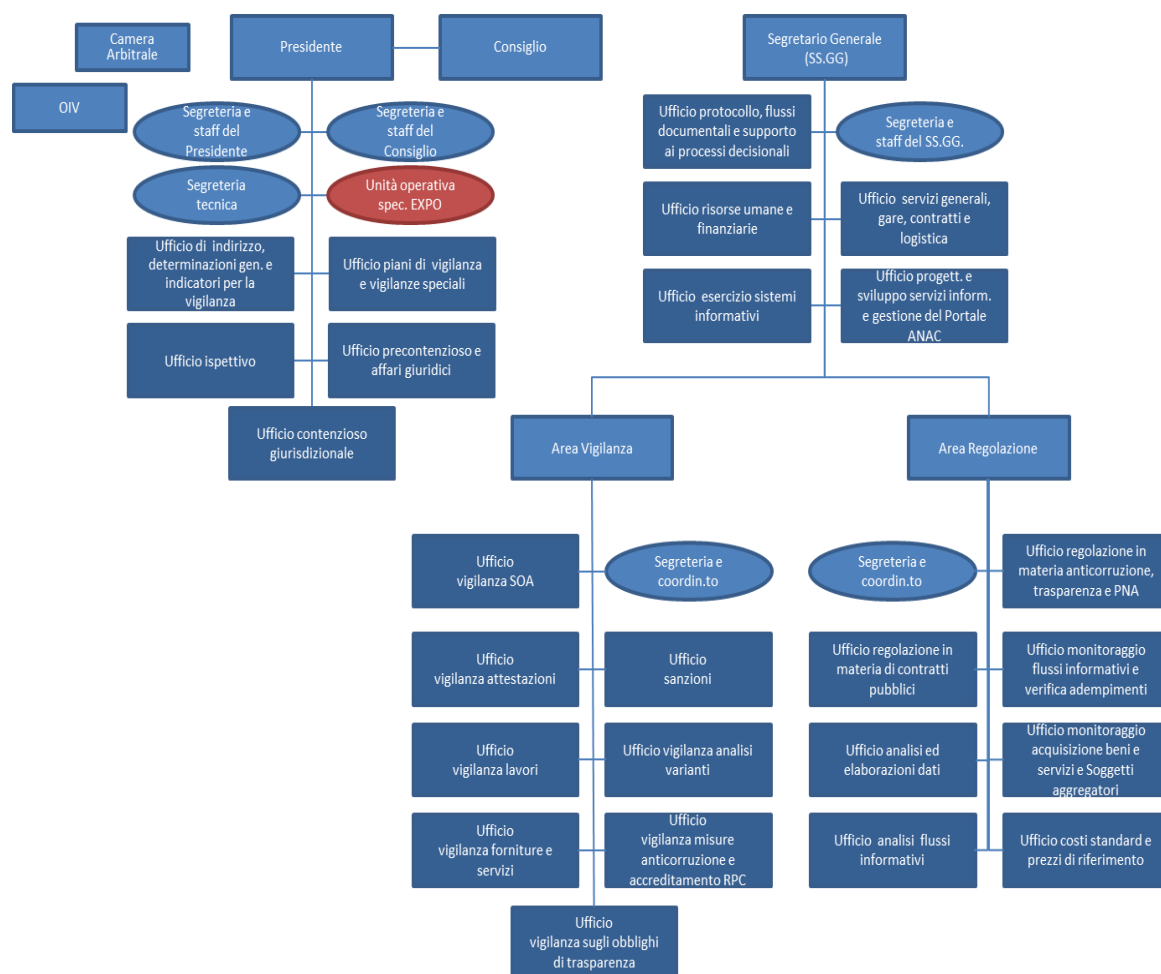 Camera
Arbitrale
Presidente
Consiglio
Segretario Generale
(SS.GG)
OIV
Segreteria e
staff del
Presidente
Segreteria e
staff del
Consiglio
Segreteria
tecnica
Unità operativa
spec. EXPO
Ufficio di indirizzo,
determinazioni gen. e
indicatori per la
vigilanza
Ufficio piani di vigilanza
e vigilanze speciali
Ufficio ispettivo
Ufficio precontenzioso e
affari giuridici
Ufficio contenzioso
giurisdizionale
Ufficio protocollo, flussi
documentali e supporto
ai processi decisionali
Segreteria e
staff del SS.GG.
Ufficio risorse umane e
finanziarie
Ufficio servizi generali,
gare, contratti e
logistica
Ufficio esercizio sistemi
informativi
Ufficio progett. e
sviluppo servizi inform.
e gestione del Portale
ANAC
Area Vigilanza
Area Regolazione
Ufficio
vigilanza SOA
Segreteria e
coordin.to
Ufficio
vigilanza attestazioni
Ufficio
sanzioni
Ufficio
vigilanza lavori
Ufficio vigilanza analisi
varianti
Ufficio
vigilanza forniture e
servizi
Ufficio
vigilanza misure
anticorruzione e
accreditamento RPC
Ufficio
vigilanza sugli obblighi
di trasparenza
Segreteria e
coordin.to
Ufficio regolazione in
materia anticorruzione,
trasparenza e PNA
Ufficio regolazione in
materia di contratti
pubblici
Ufficio monitoraggio
flussi informativi e
verifica adempimenti
Ufficio analisi ed
elaborazioni dati
Ufficio monitoraggio
acquisizione beni e
servizi e Soggetti
aggregatori
Ufficio analisi flussi
informativi
Ufficio costi standard e
prezzi di riferimento